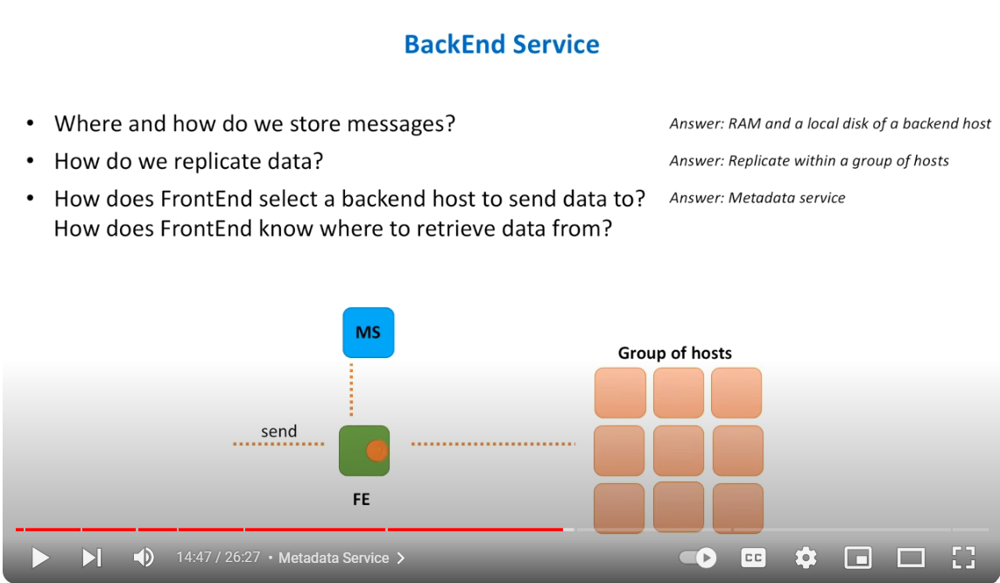 BackEnd Service
• Where and how do we store messages?
Answer: RAM and a local disk of a backend host
• How do we replicate data?
Answer: Replicate within a group of hosts
• How does FrontEnd select a backend host to send data to?
Answer: Metadata service
How does FrontEnd know where to retrieve data from?
MS
Group of hosts
send
FE
14:47 / 26:27 • Metadata Service
CC